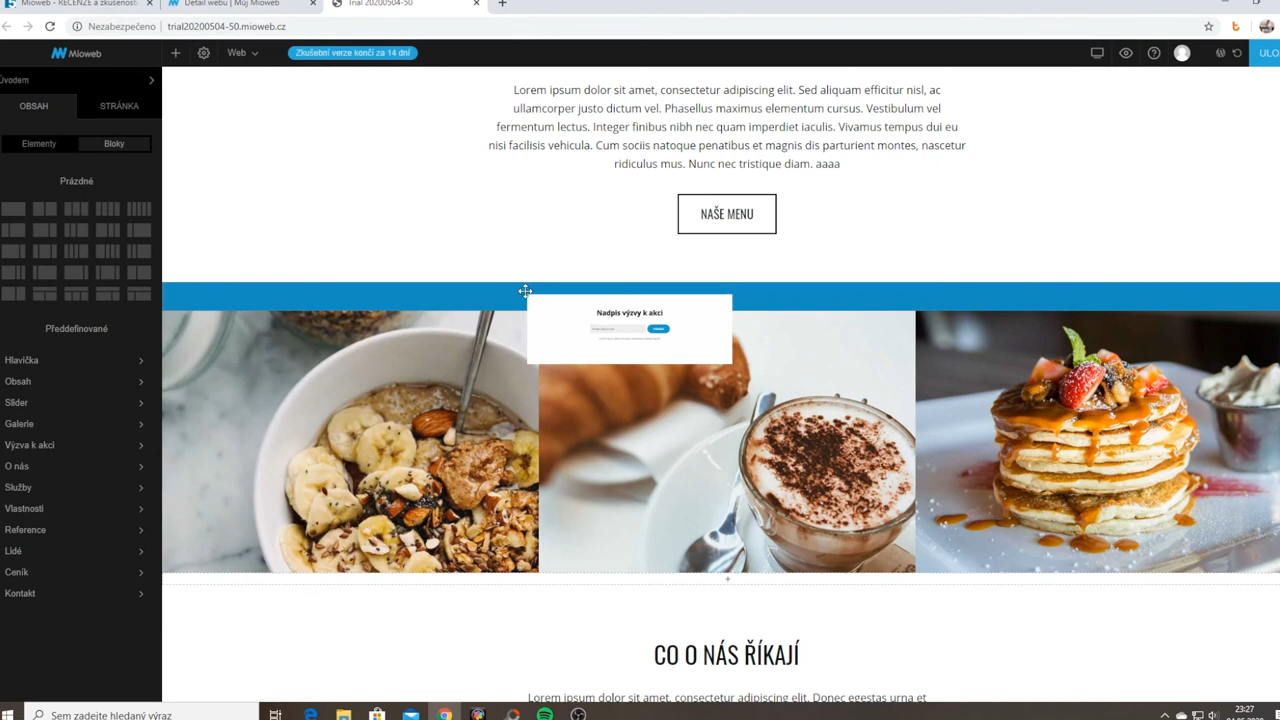 Mioweb - RECENZE a zkušenosti
Detail webu | Můj Mioweb
Trial 20200504-50
Nezabezpečeno
trial20200504-50.mioweb.cz
Mioweb
Web
Zkušební verze končí za 14 dní
ULO
Úvodem
OBSAH
STRÁNKA
Elementy
Bloky
Prázdné
Předdefinované
Hlavička
Obsah
Slider
Galerie
Výzva k akci
O nás
Služby
Vlastnosti
Reference
Lidé
Ceník
Kontakt
Lorem ipsum dolor sit amet, consectetur adipiscing elit. Sed aliquam efficitur nisl, ac
ullamcorper justo dictum vel. Phasellus maximus elementum cursus. Vestibulum vel
fermentum lectus. Integer finibus nibh nec quam imperdiet iaculis. Vivamus tempus dui eu
nisi facilisis vehicula. Cum sociis natoque penatibus et magnis dis parturient montes, nascetur
ridiculus mus. Nunc nec tristique diam. aaaa
NAŠE MENU
Nadpis výzvy k akci
CO O NÁS ŘÍKAJÍ
Lorem ipsum dolor sit amet, consectetur adipiscing elit. Donec egestas urna et
Sem zadejte hledaný výraz
23:27